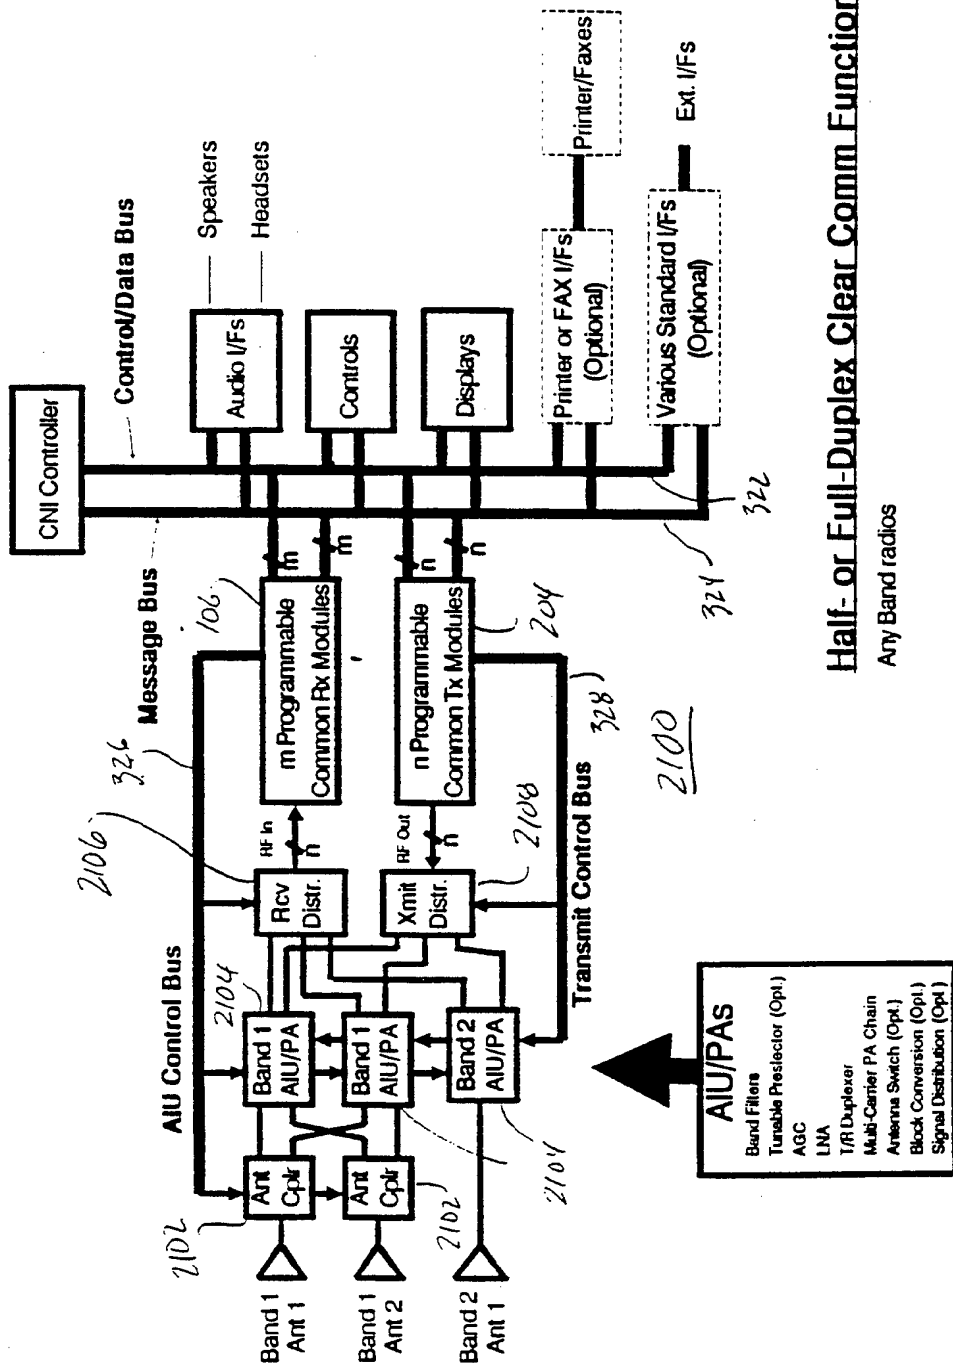 CNI Controller
Message Bus
Control/Data Bus
AIU Control Bus
326
2106
106
2102
2104
Band 1
Ant 1
Ant
Cplr
Band 1
AIU/PA
Rcv
Distr.
RF In
n
m Programmable
Common Rx Modules
m
m
Audio I/Fs
Speakers
Headsets
Band 1
Ant 2
Ant
Cplr
Band 1
AIU/PA
Xmit
Distr.
RF Out
n
n Programmable
Common Tx Modules
n
n
Controls
Displays
2102
Band 2
Ant 1
Band 2
AIU/PA
2104
2108
204
Transmit Control Bus
328
Printer or FAX I/Fs
(Optional)
Printer/Faxes
Various Standard I/Fs
(Optional)
Ext. I/Fs
322
324
2100
AIU/PAs
Band Filters
Tunable Preslector (Opt.)
AGC
LNA
T/R Duplexer
Multi-Carrier PA Chain
Antenna Switch (Opt.)
Block Conversion (Opt.)
Signal Distribution (Opt)
Half- or Full-Duplex Clear Comm Function
Any Band radios